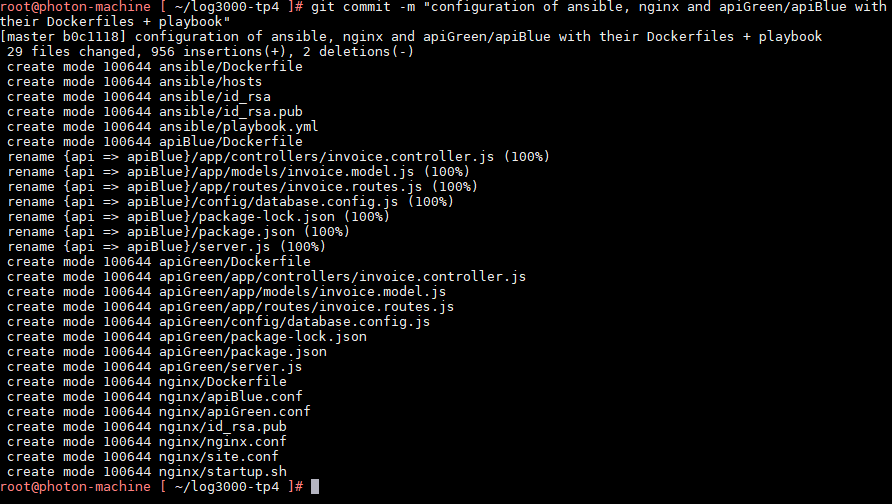 root@photon-machine [ ~/log3000-tp4 ]# git commit -m "configuration of ansible, nginx and apiGreen/apiBlue with
their Dockerfiles + playbook"
[master b0c1118] configuration of ansible, nginx and apiGreen/apiBlue with their Dockerfiles + playbook
 29 files changed, 956 insertions(+), 2 deletions(-)
 create mode 100644 ansible/Dockerfile
 create mode 100644 ansible/hosts
 create mode 100644 ansible/id_rsa
 create mode 100644 ansible/id_rsa.pub
 create mode 100644 ansible/playbook.yml
 create mode 100644 apiBlue/Dockerfile
 rename {api => apiBlue}/app/controllers/invoice.controller.js (100%)
 rename {api => apiBlue}/app/models/invoice.model.js (100%)
 rename {api => apiBlue}/app/routes/invoice.routes.js (100%)
 rename {api => apiBlue}/config/database.config.js (100%)
 rename {api => apiBlue}/package-lock.json (100%)
 rename {api => apiBlue}/package.json (100%)
 rename {api => apiBlue}/server.js (100%)
 create mode 100644 apiGreen/Dockerfile
 create mode 100644 apiGreen/app/controllers/invoice.controller.js
 create mode 100644 apiGreen/app/models/invoice.model.js
 create mode 100644 apiGreen/app/routes/invoice.routes.js
 create mode 100644 apiGreen/config/database.config.js
 create mode 100644 apiGreen/package-lock.json
 create mode 100644 apiGreen/package.json
 create mode 100644 apiGreen/server.js
 create mode 100644 nginx/Dockerfile
 create mode 100644 nginx/apiBlue.conf
 create mode 100644 nginx/apiGreen.conf
 create mode 100644 nginx/id_rsa.pub
 create mode 100644 nginx/nginx.conf
 create mode 100644 nginx/site.conf
 create mode 100644 nginx/startup.sh
root@photon-machine [ ~/log3000-tp4 ]#